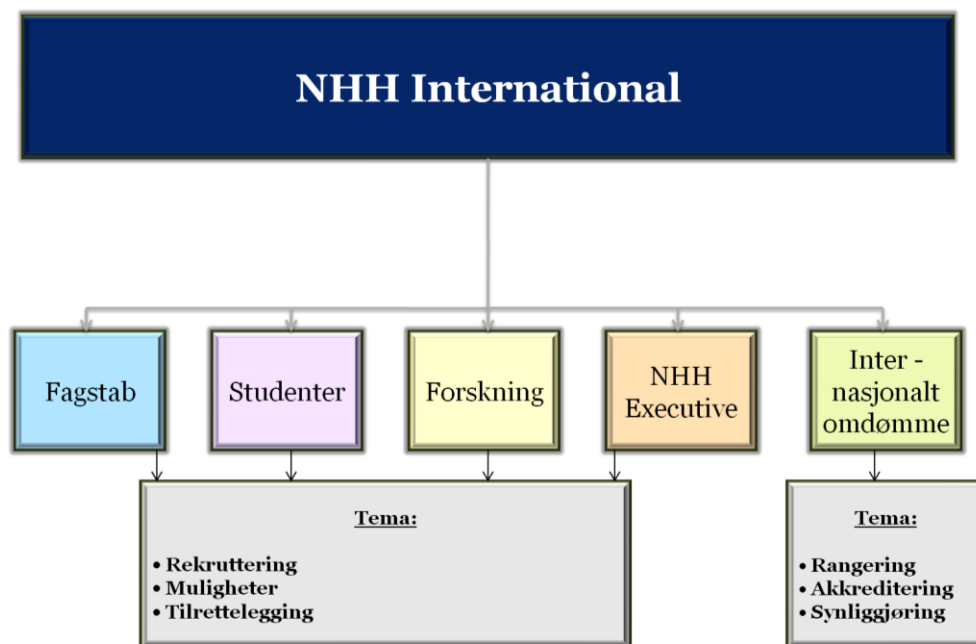 NHH International
Fagstab
Studenter
Forskning
NHH
Executive
Inter -
nasjonalt
omdømme
Tema:
• Rekruttering
• Muligheter
• Tilrettelegging
Tema:
• Rangering
• Akkreditering
• Synliggjøring